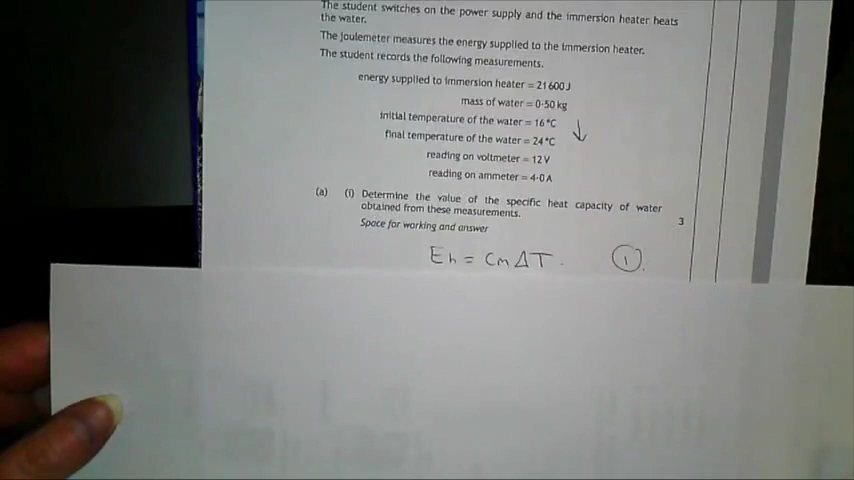 The student switches on the power supply and the immersion heater heats
the water.
The joulemeter measures the energy supplied to the immersion heater.
The student records the following measurements.
energy supplied to immersion heater = 21 600 J
mass of water = 0·50 kg
initial temperature of the water = 16 °C
final temperature of the water = 24 °C
reading on voltmeter = 12 V
reading on ammeter = 4·0 A
(a) (i) Determine the value of the specific heat capacity of water
obtained from these measurements.
3
Space for working and answer
Eh = CmΔT. (1).